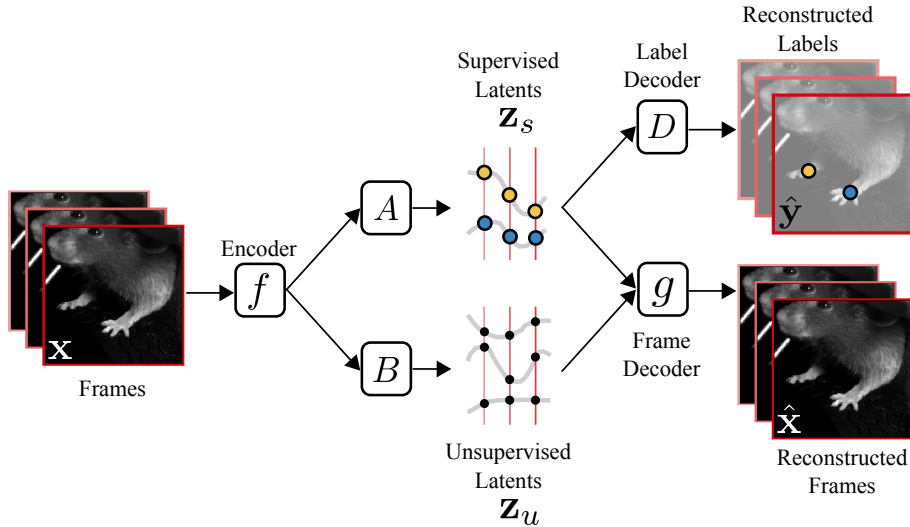 Frames
x
Encoder
f
A
B
Supervised
Latents
z_s
Unsupervised
Latents
z_u
Label
Decoder
D
g
Frame
Decoder
Reconstructed
Labels
ŷ
x̂
Reconstructed
Frames